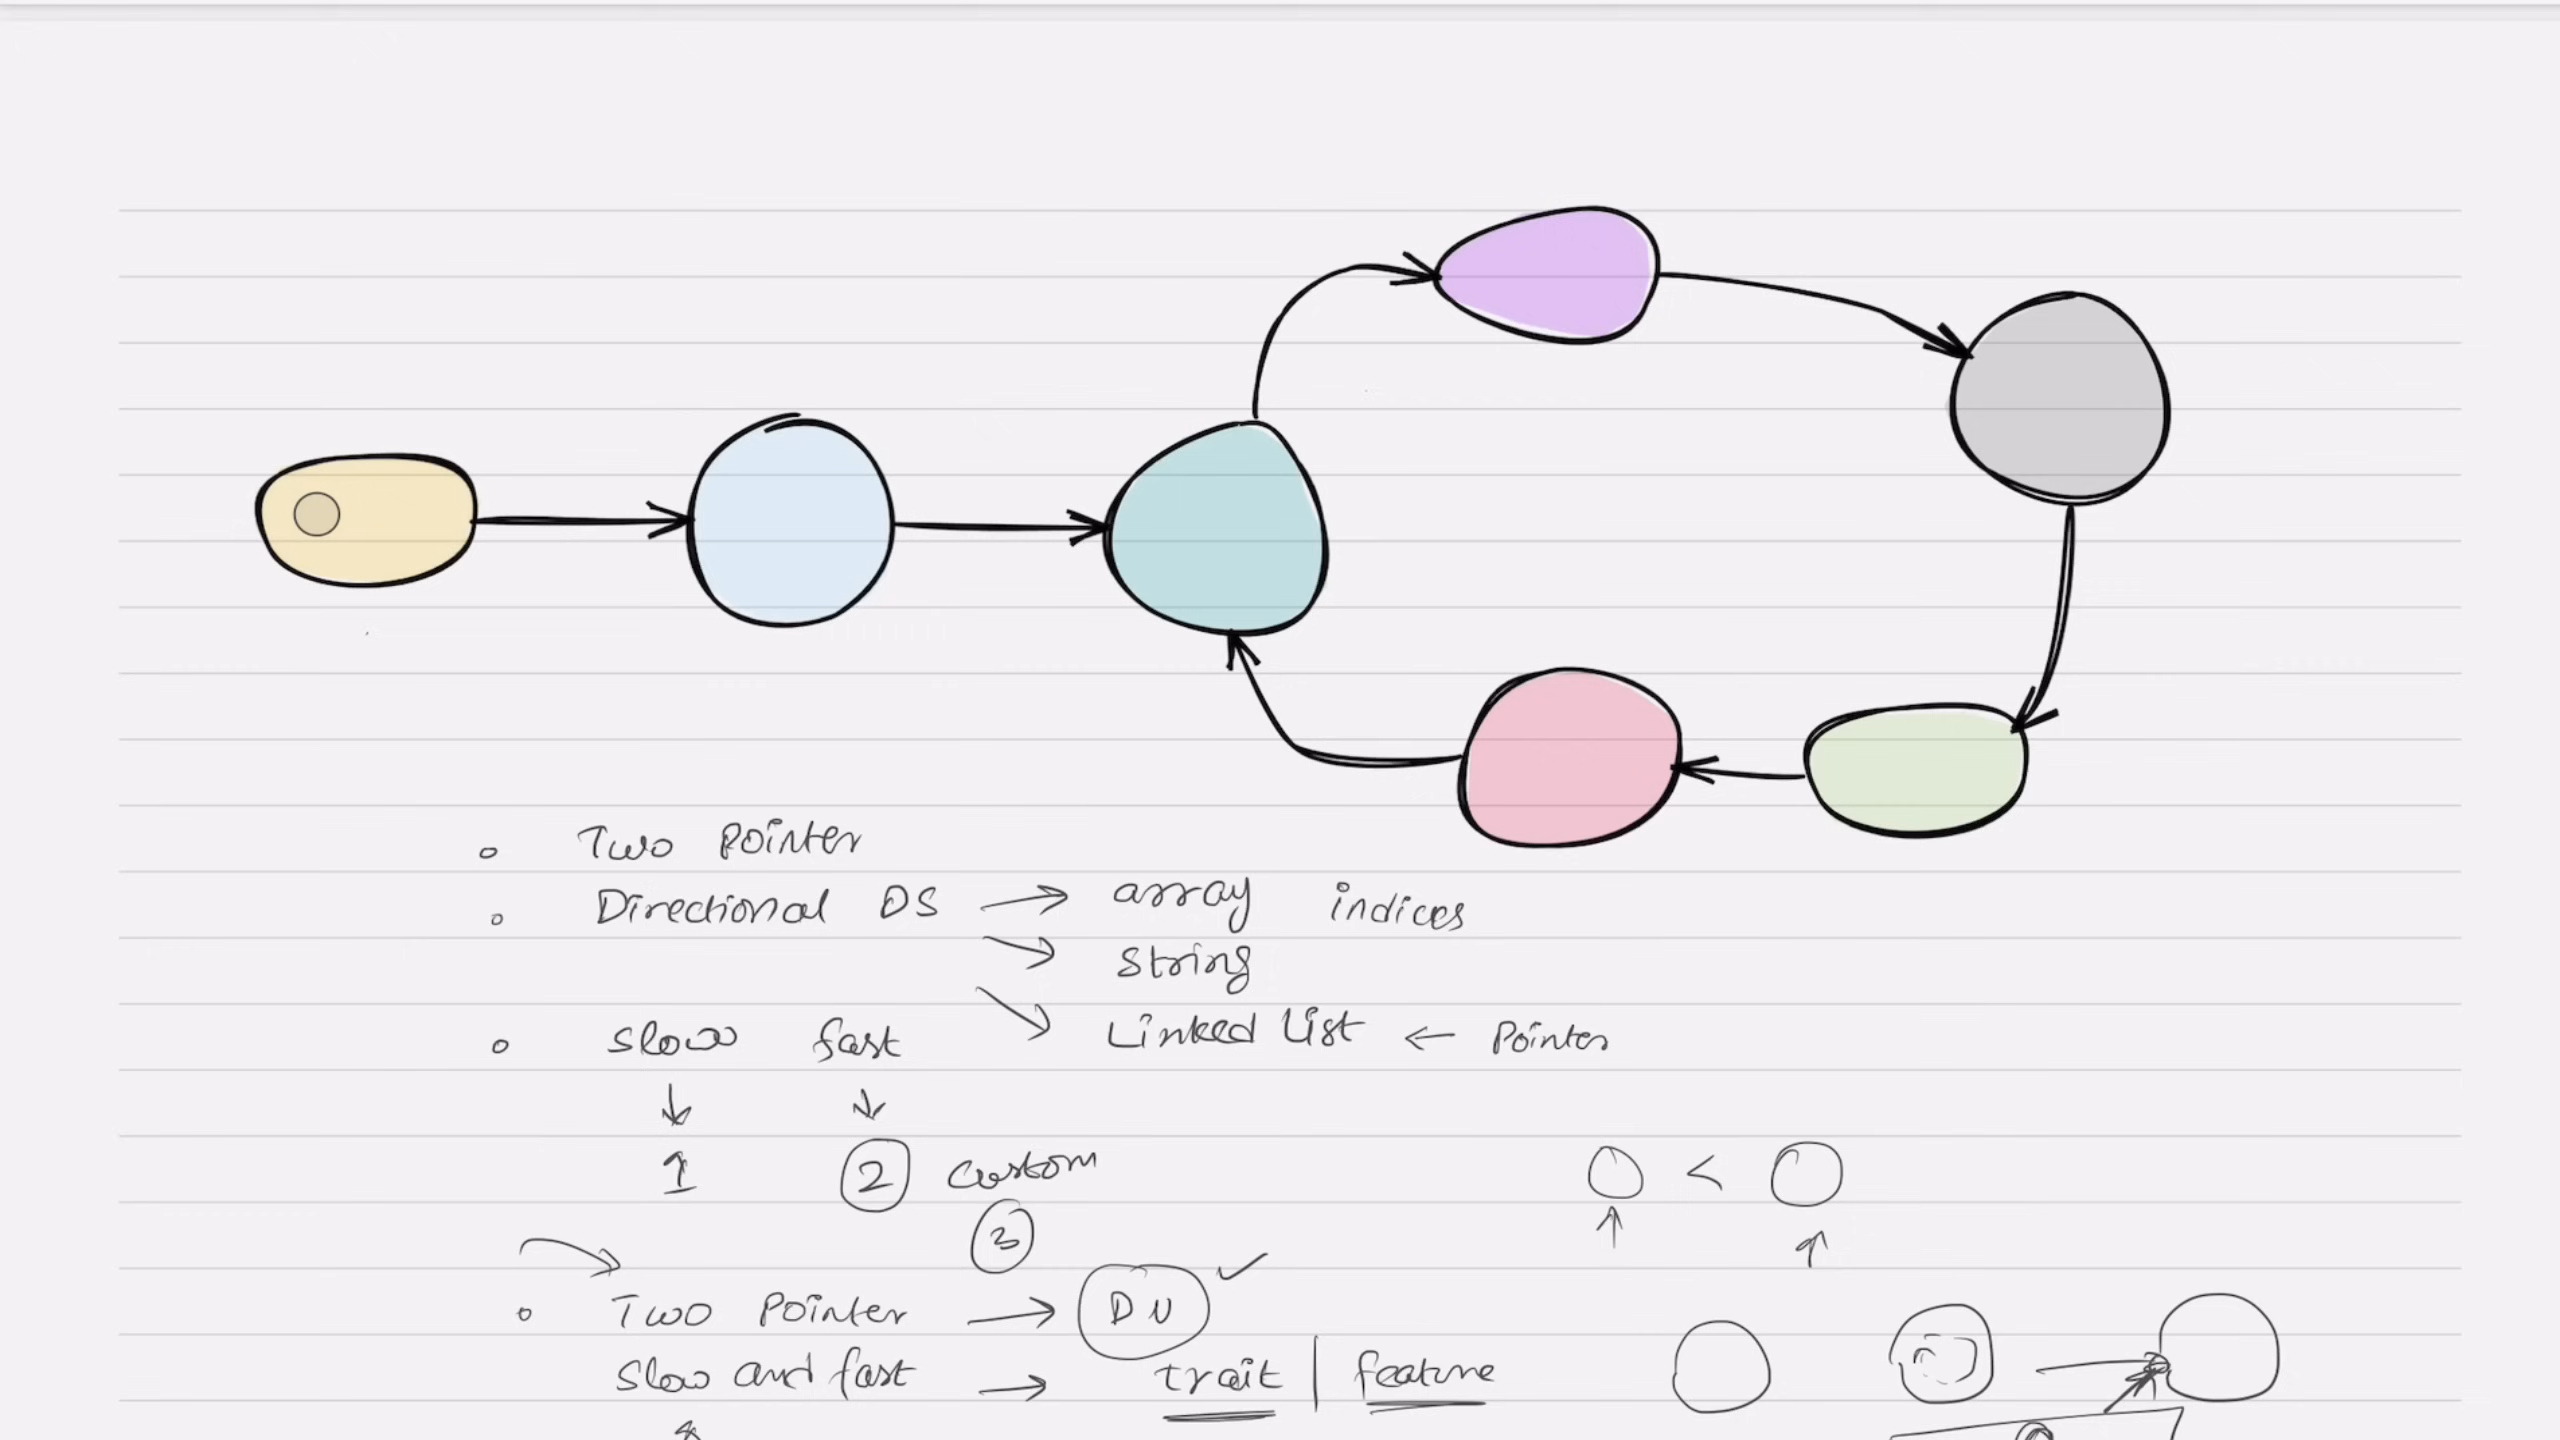 Two Pointer
Directional DS → array indices
→ string
→ Linked List ← Pointer
slow fast
↓ ↓
1 2 custom
3
<
Two Pointer →
slow and fast → trait | feature